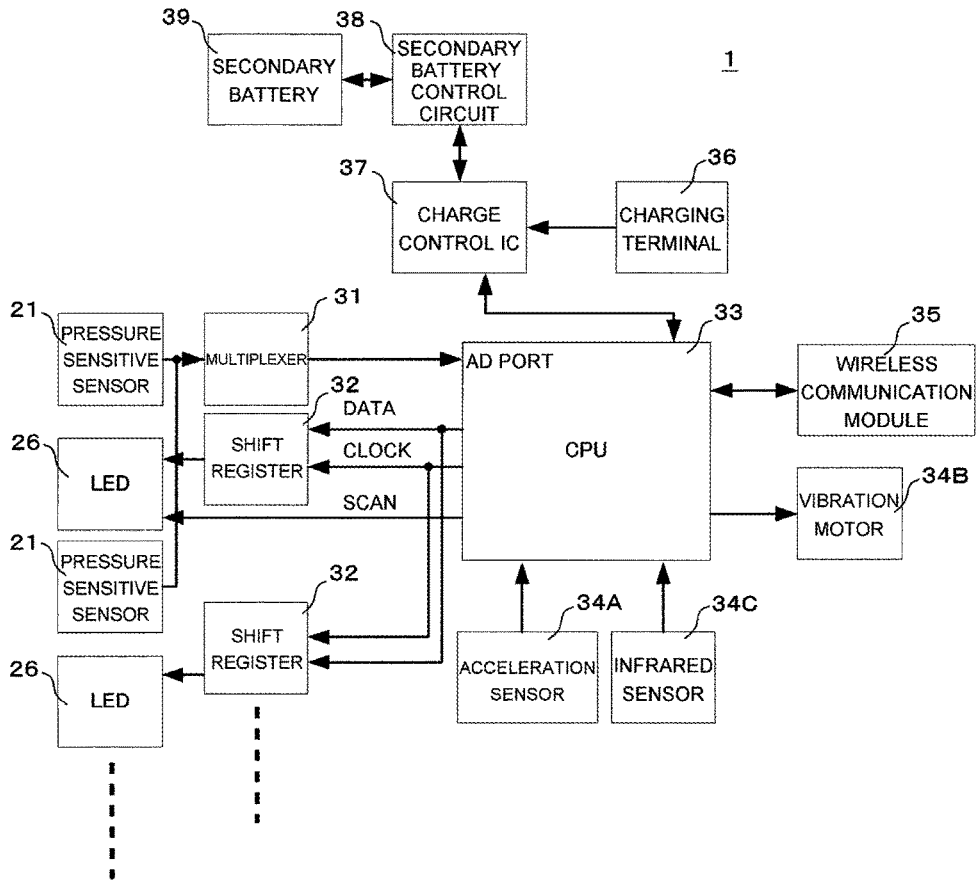 39
SECONDARY
BATTERY
38
SECONDARY
BATTERY
CONTROL
CIRCUIT
1
37
CHARGE
CONTROL IC
36
CHARGING
TERMINAL
21
PRESSURE
SENSITIVE
SENSOR
31
MULTIPLEXER
33
AD PORT
CPU
35
WIRELESS
COMMUNICATION
MODULE
32
SHIFT
REGISTER
DATA
CLOCK
SCAN
26
LED
34B
VIBRATION
MOTOR
21
PRESSURE
SENSITIVE
SENSOR
32
SHIFT
REGISTER
34A
ACCELERATION
SENSOR
34C
INFRARED
SENSOR
26
LED